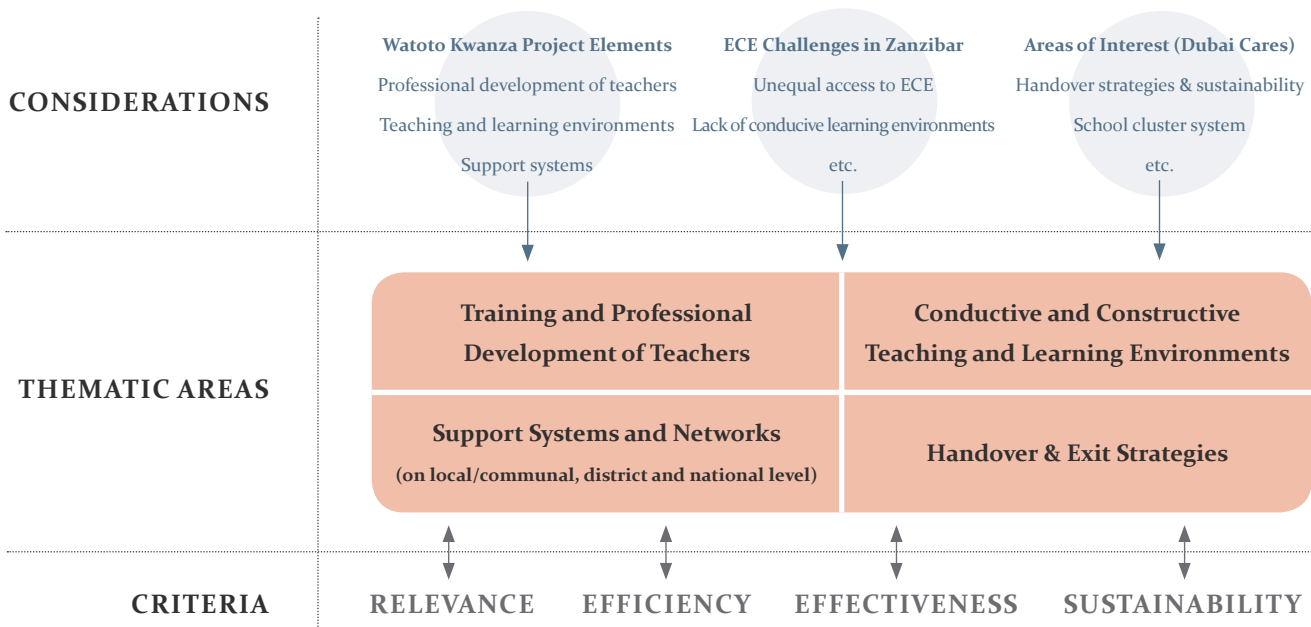 CONSIDERATIONS
Watoto Kwanza Project Elements
Professional development of teachers
Teaching and learning environments
Support systems
ECE Challenges in Zanzibar
Unequal access to ECE
Lack of conducive learning environments
etc.
Areas of Interest (Dubai Cares)
Handover strategies & sustainability
School cluster system
etc.
THEMATIC AREAS
Training and Professional
Development of Teachers
Conductive and Constructive
Teaching and Learning Environments
Support Systems and Networks
(on local/communal, district and national level)
Handover & Exit Strategies
CRITERIA
RELEVANCE
EFFICIENCY
EFFECTIVENESS
SUSTAINABILITY